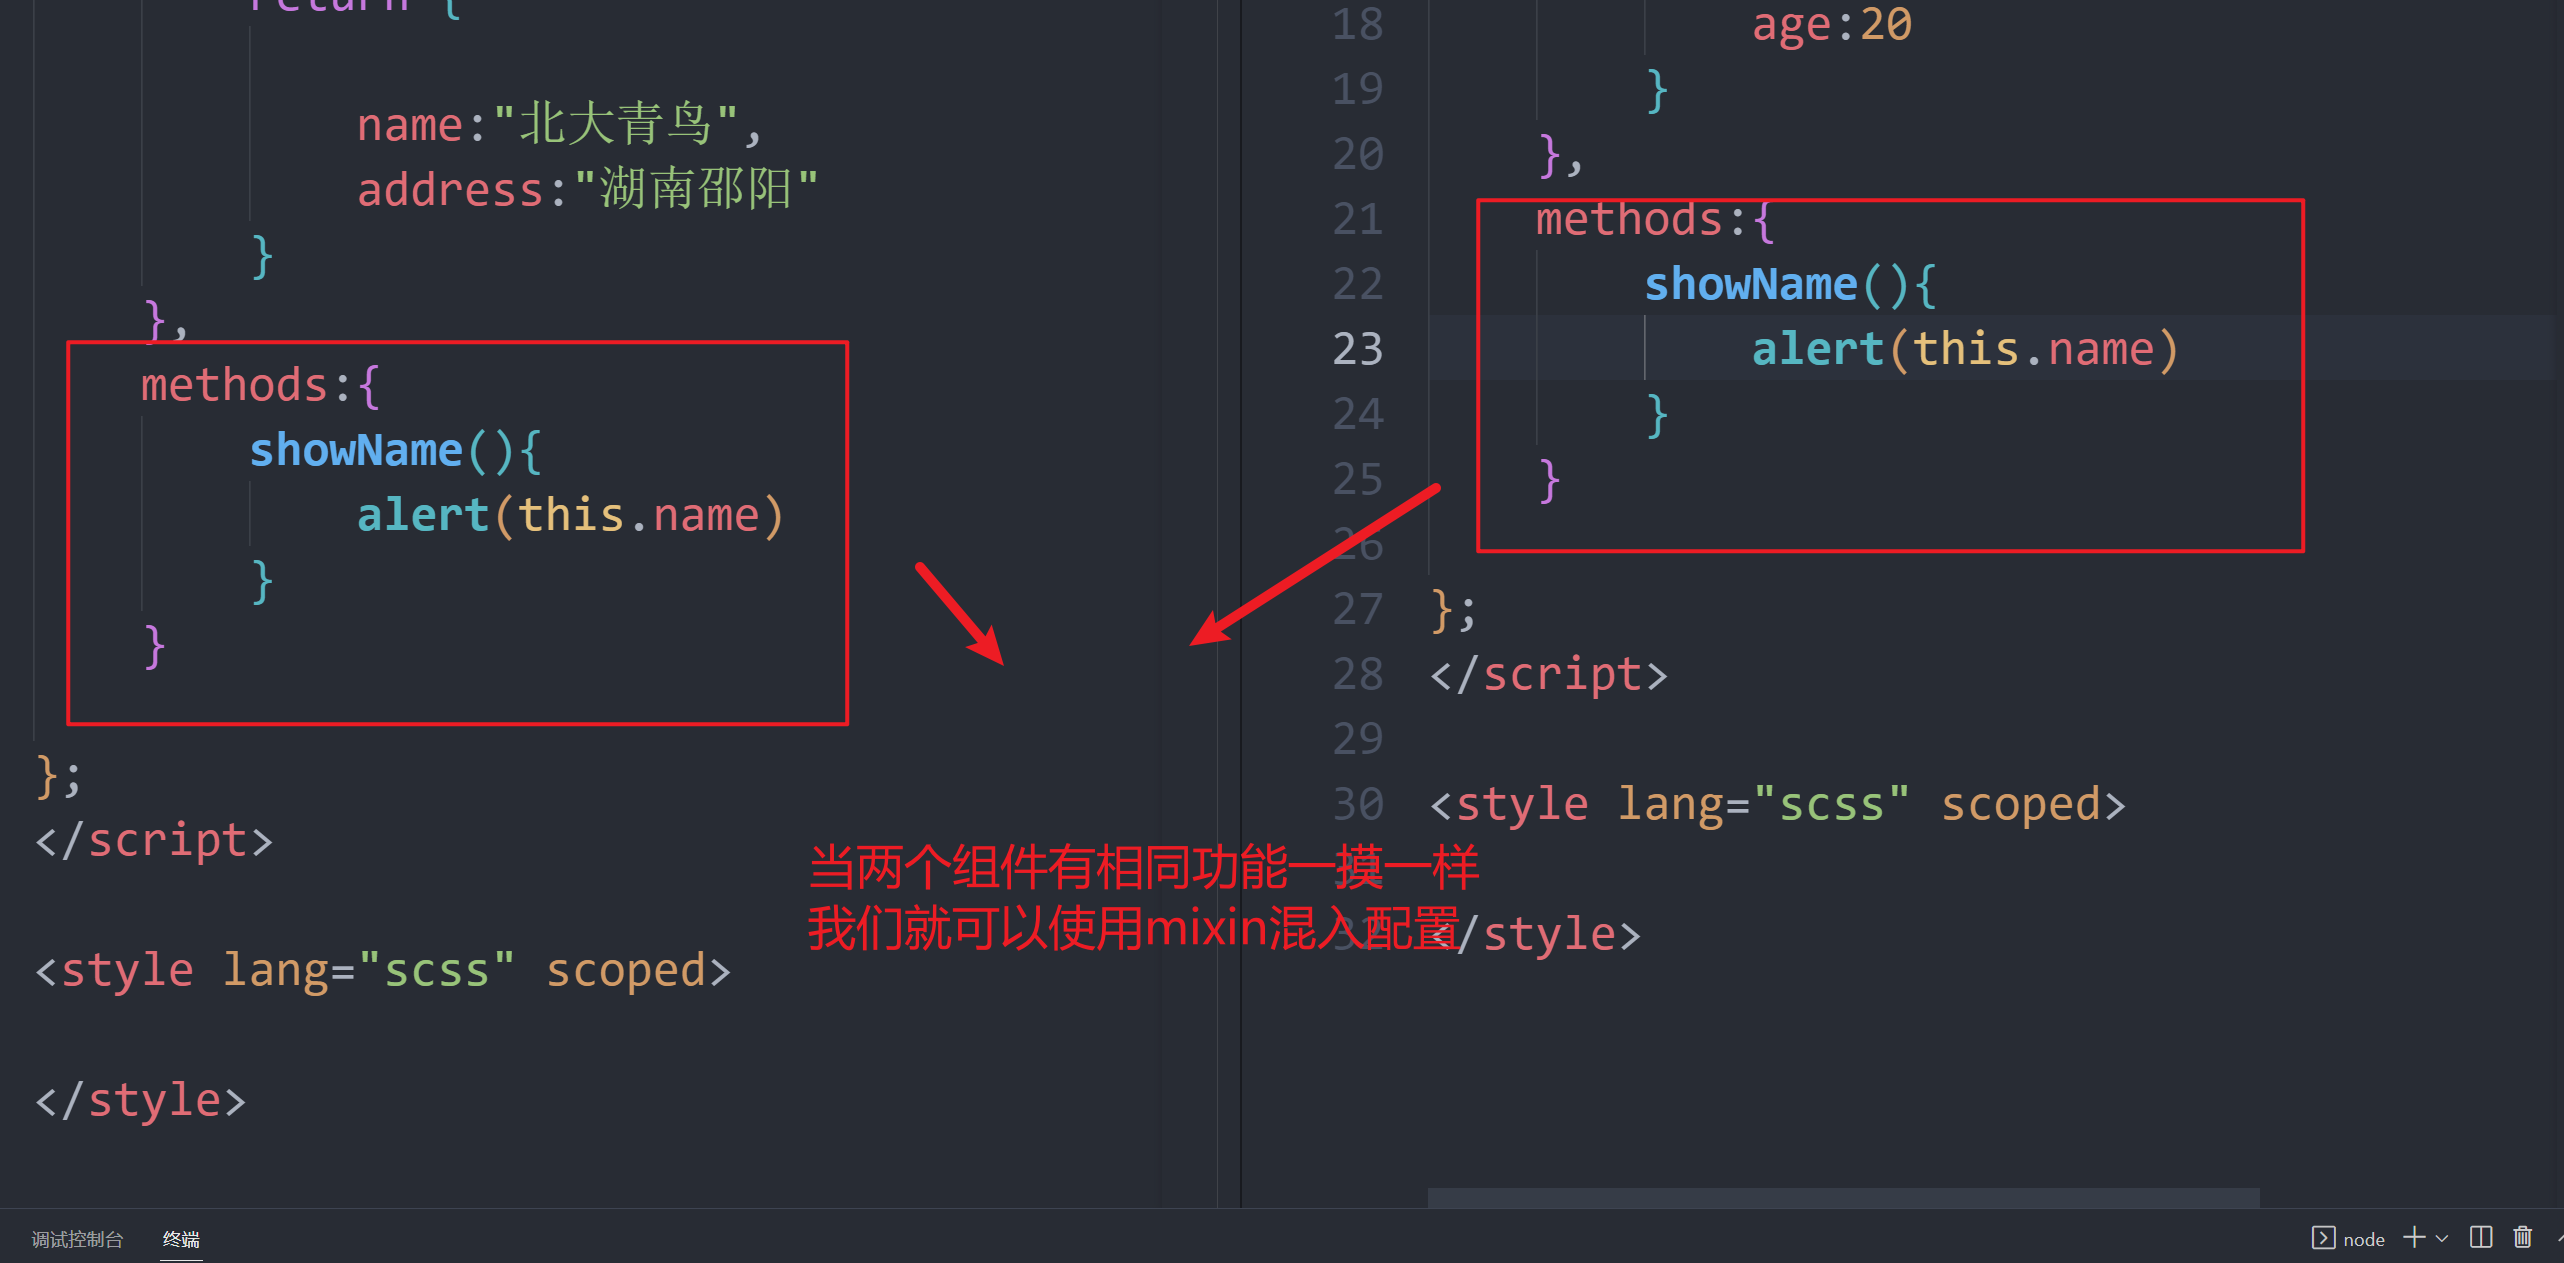 return {
name:"北大青鸟",
address:"湖南邵阳"
}
},
methods:{
showName(){
alert(this.name)
}
}
};
</script>
<style lang="scss" scoped>
</style>
18 age:20
19 }
20 },
21 methods:{
22 showName(){
23 alert(this.name)
24 }
25 }
26
27 };
28 </script>
29
30 <style lang="scss" scoped>
31
32 </style>
当两个组件有相同功能一摸一样
我们就可以使用mixin混入配置
调试控制台 终端 node